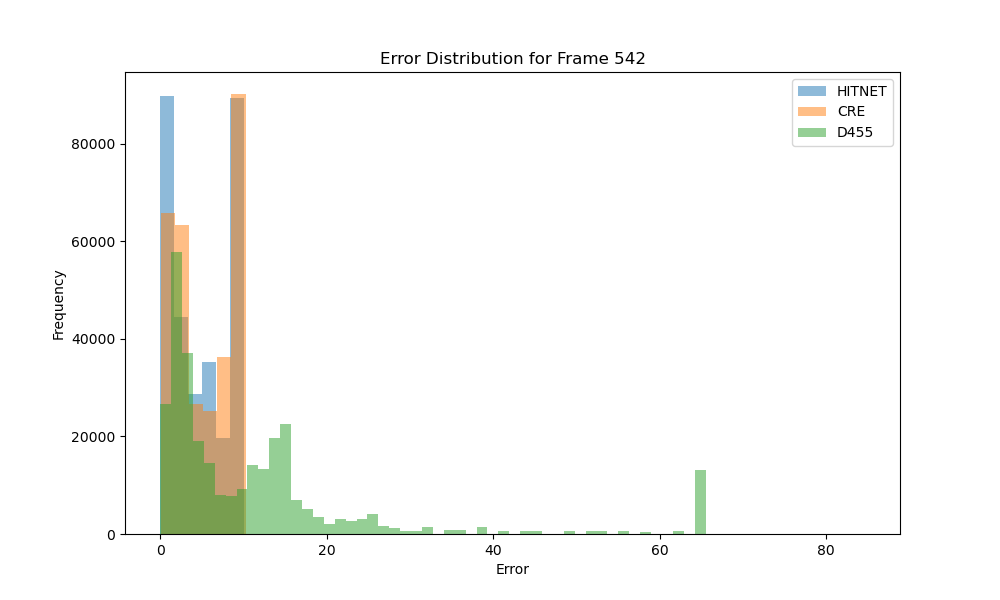 Error Distribution for Frame 542
HITNET
CRE
D455
80000
60000
40000
20000
0
Frequency
0 20 40 60 80
Error